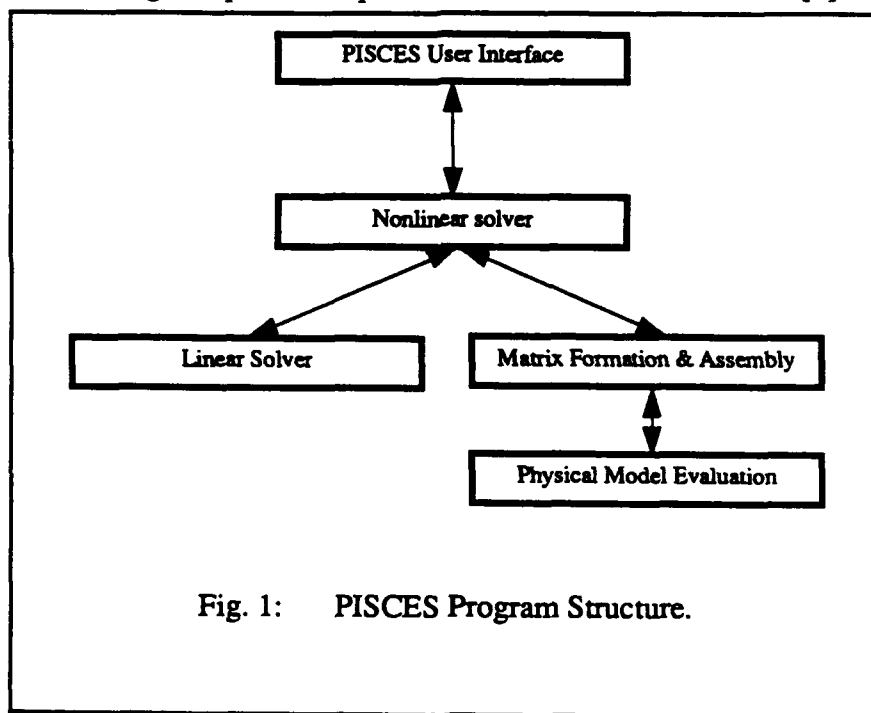 PISCES User Interface
Nonlinear solver
Linear Solver
Matrix Formation & Assembly
Physical Model Evaluation
Fig. 1: PISCES Program Structure.